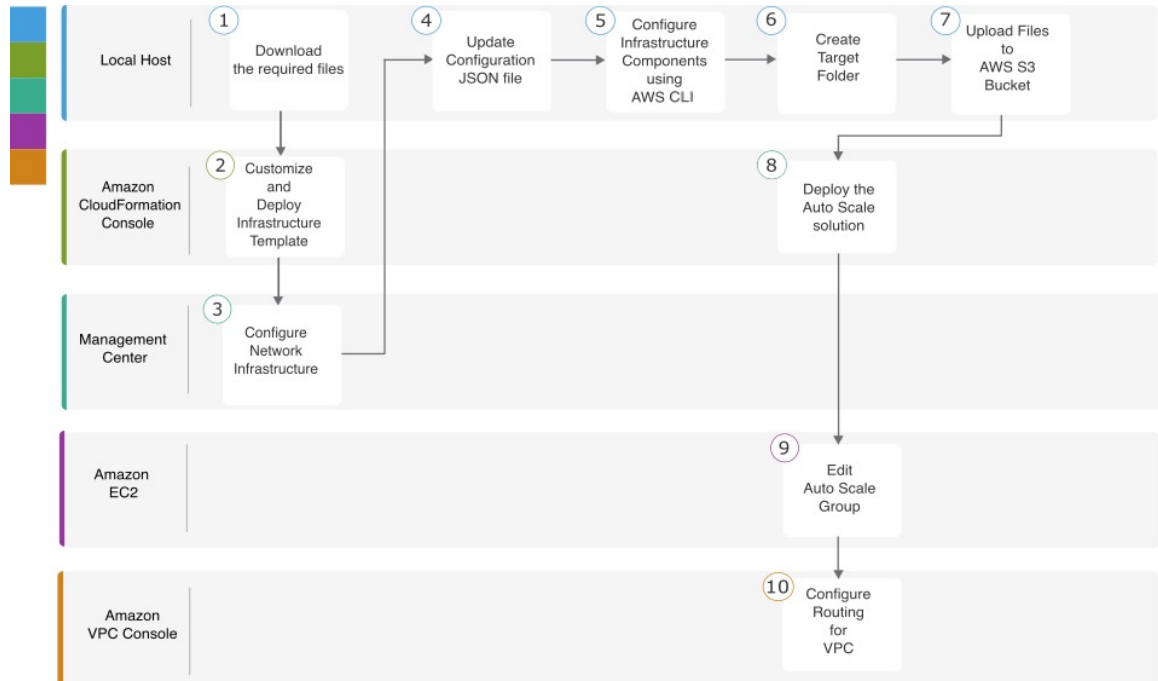 Local Host
1
Download
the required files
4
Update
Configuration
JSON file
5
Configure
Infrastructure
Components
using
AWS CLI
6
Create
Target
Folder
7
Upload Files
to
AWS S3
Bucket
Amazon
CloudFormation
Console
2
Customize
and
Deploy
Infrastructure
Template
8
Deploy the
Auto Scale
solution
Management
Center
3
Configure
Network
Infrastructure
Amazon
EC2
9
Edit
Auto Scale
Group
Amazon
VPC Console
10
Configure
Routing
for
VPC